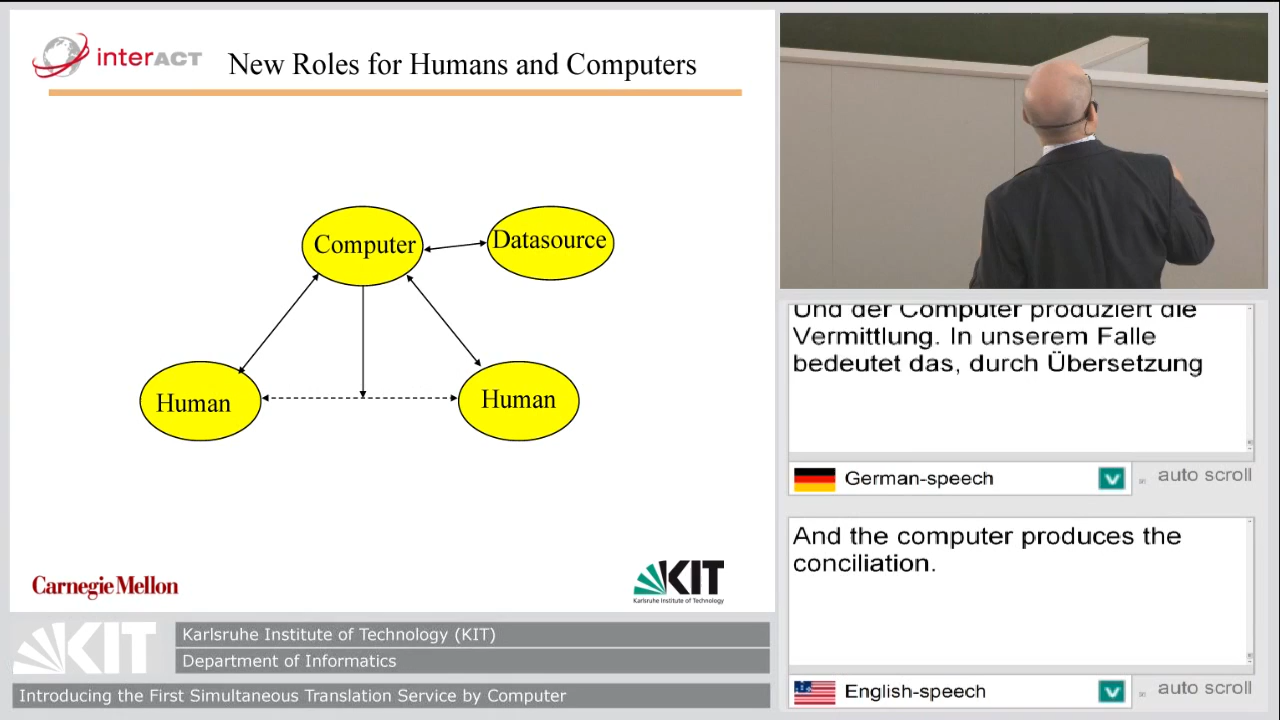 interACT
New Roles for Humans and Computers
Computer
Datasource
Human
Human
Carnegie Mellon
KIT
Karlsruhe Institute of Technology
Und der Computer produziert die
Vermittlung. In unserem Falle
bedeutet das, durch Übersetzung
German-speech
auto scroll
And the computer produces the
conciliation.
English-speech
auto scroll
KIT
Karlsruhe Institute of Technology (KIT)
Department of Informatics
Introducing the First Simultaneous Translation Service by Computer